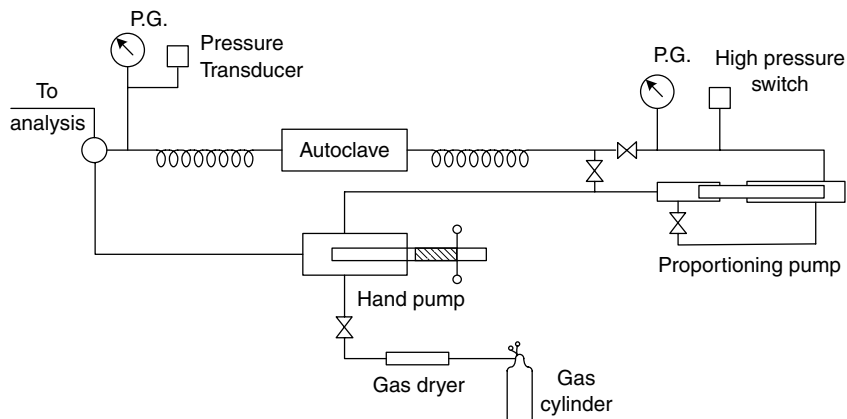 P.G.
Pressure
Transducer
To
analysis
Autoclave
P.G.
High pressure
switch
Proportioning pump
Hand pump
Gas dryer
Gas
cylinder